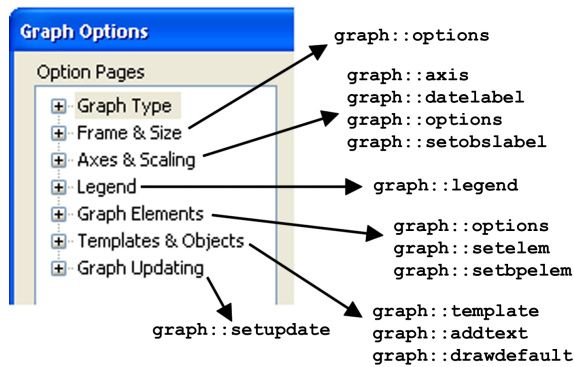 Graph Options
Option Pages
Graph Type
Frame & Size
Axes & Scaling
Legend
Graph Elements
Templates & Objects
Graph Updating
graph::options
graph::axis
graph::datelabel
graph::options
graph::setobslabel
graph::legend
graph::options
graph::setelem
graph::setbpelem
graph::template
graph::addtext
graph::drawdefault
graph::setupdate